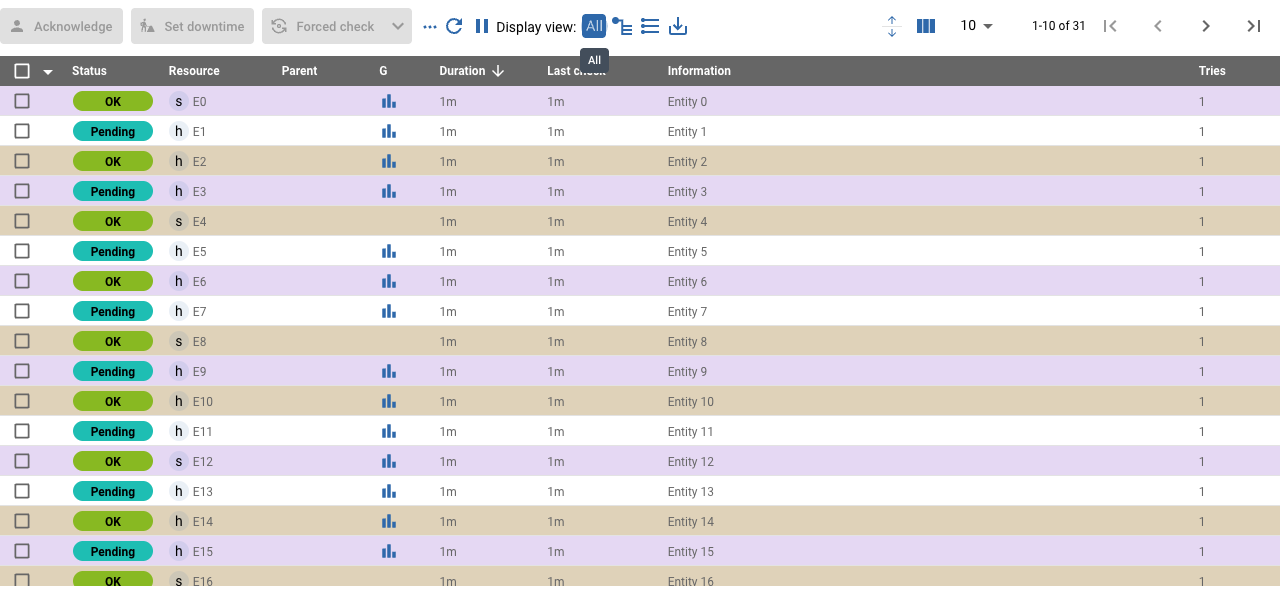 Acknowledge Set downtime Forced check ... Display view: All 10 1-10 of 31
All
Status Resource Parent G Duration Last check Information Tries
OK s E0 1m 1m Entity 0 1
Pending h E1 1m 1m Entity 1 1
OK h E2 1m 1m Entity 2 1
Pending h E3 1m 1m Entity 3 1
OK s E4 1m 1m Entity 4 1
Pending h E5 1m 1m Entity 5 1
OK h E6 1m 1m Entity 6 1
Pending h E7 1m 1m Entity 7 1
OK s E8 1m 1m Entity 8 1
Pending h E9 1m 1m Entity 9 1
OK h E10 1m 1m Entity 10 1
Pending h E11 1m 1m Entity 11 1
OK s E12 1m 1m Entity 12 1
Pending h E13 1m 1m Entity 13 1
OK h E14 1m 1m Entity 14 1
Pending h E15 1m 1m Entity 15 1
OK s E16 1m 1m Entity 16 1